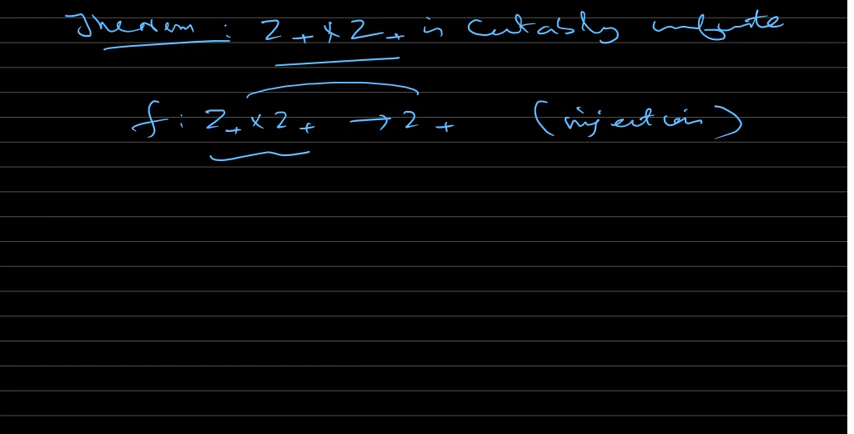 Theorem: Z₊ × Z₊ is countably infinite
f: Z₊ × Z₊ → Z₊ (injection)